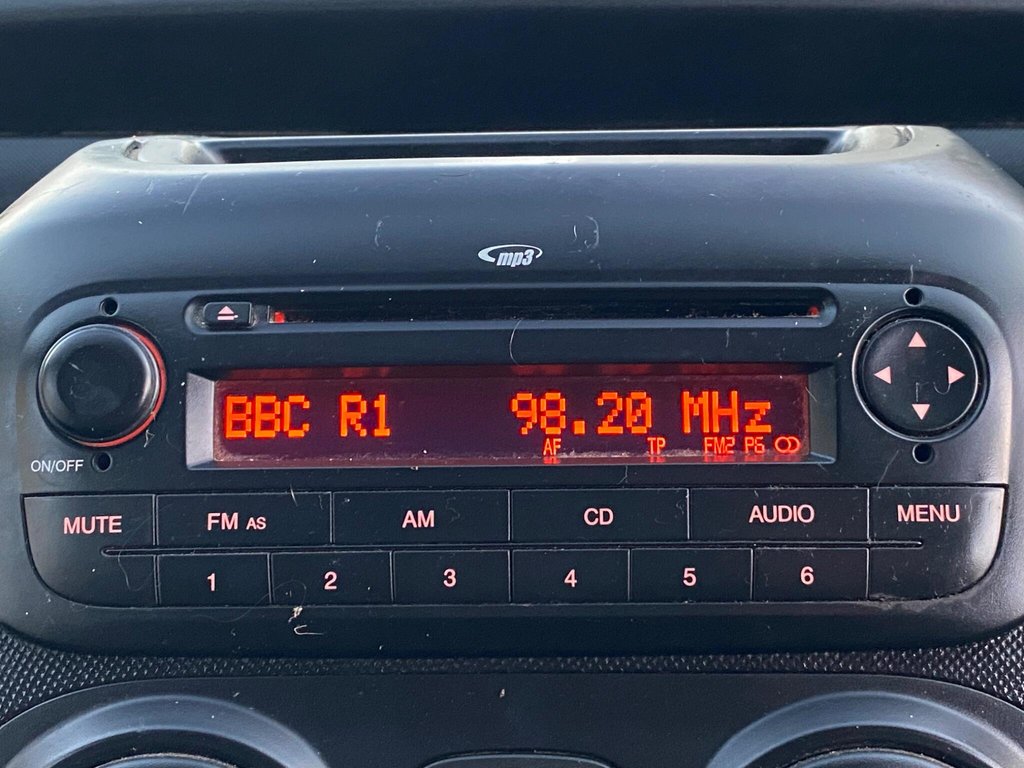 mp3
BBC R1 98.20 MHz
AF TP FM2 P6
ON/OFF
MUTE FM AS AM CD AUDIO MENU
1 2 3 4 5 6